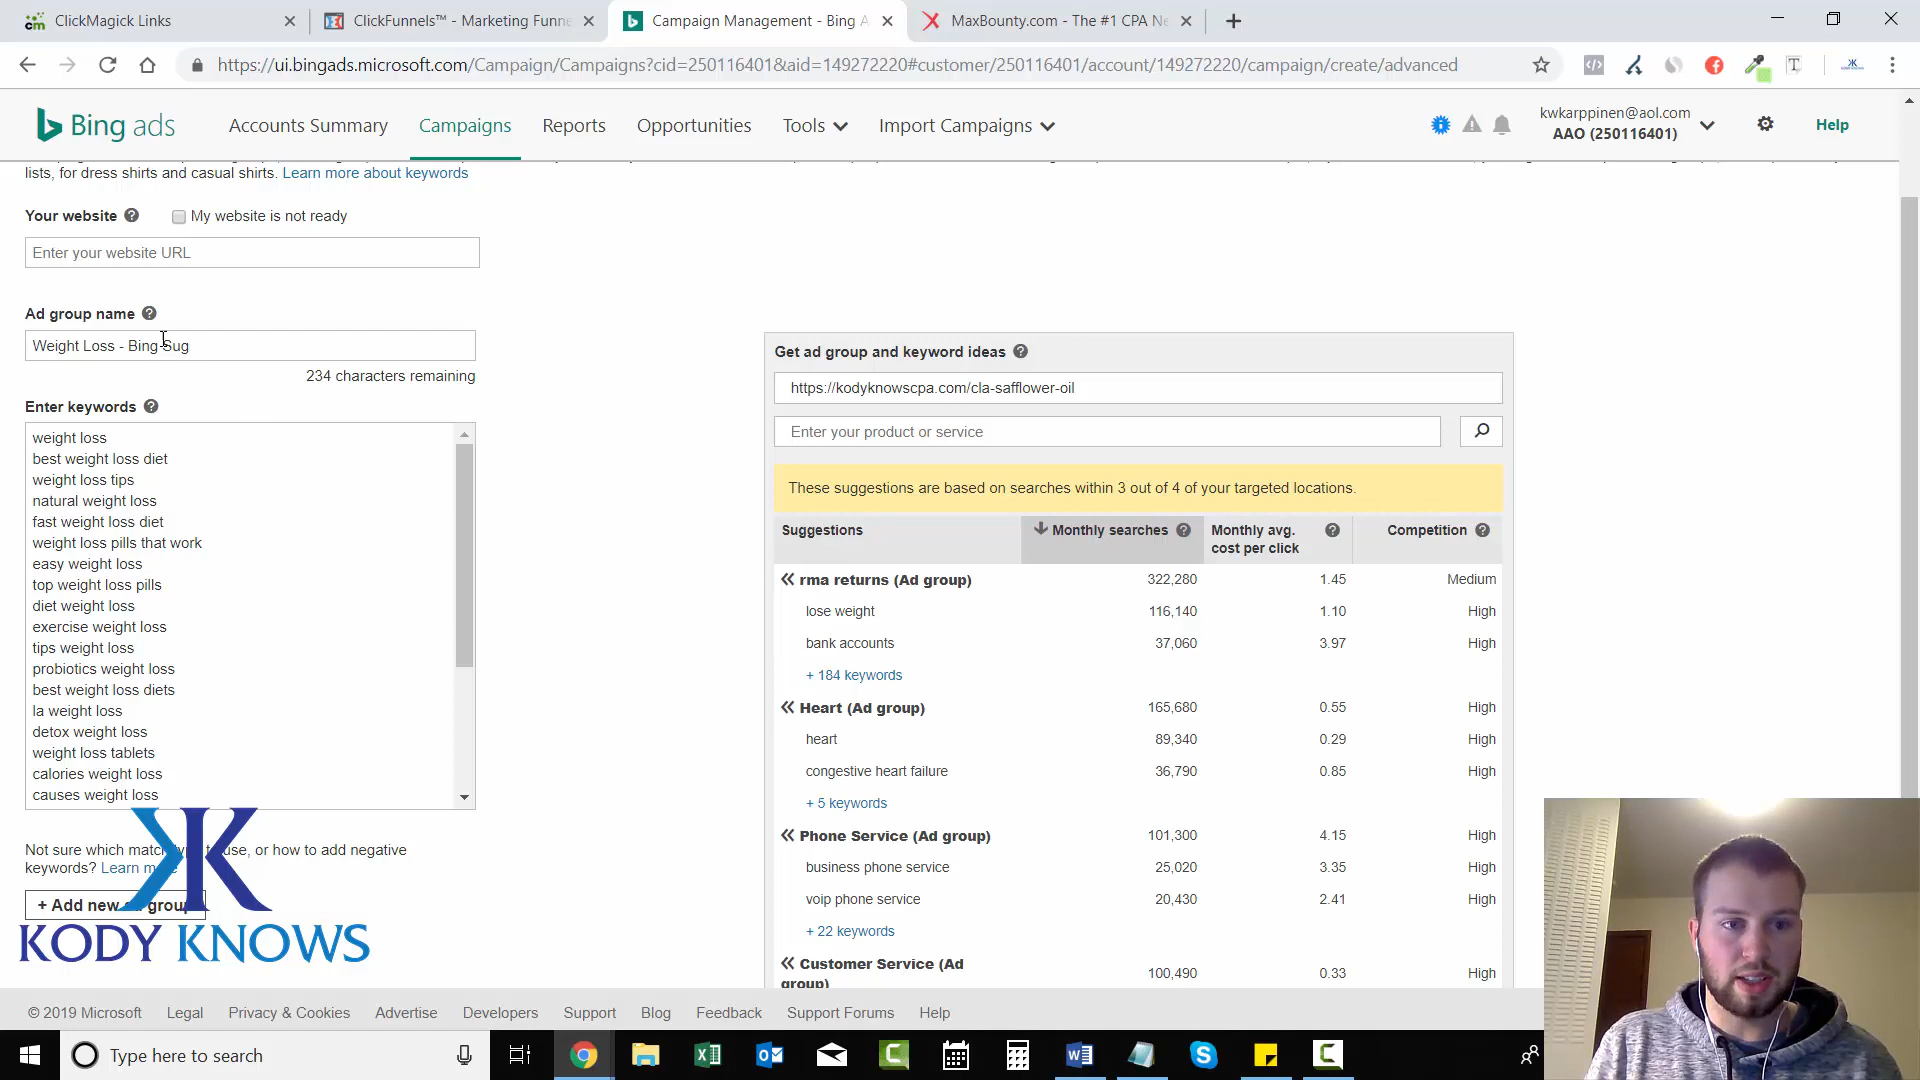 ClickMagick Links
ClickFunnels™ - Marketing Funne
Campaign Management - Bing A
MaxBounty.com - The #1 CPA Ne
https://ui.bingads.microsoft.com/Campaign/Campaigns?cid=250116401&aid=149272220#customer/250116401/account/149272220/campaign/create/advanced
Bing ads
Accounts Summary
Campaigns
Reports
Opportunities
Tools
Import Campaigns
kwkarppinen@aol.com
AAO (250116401)
Help
lists, for dress shirts and casual shirts. Learn more about keywords
Your website
My website is not ready
Enter your website URL
Ad group name
Weight Loss - Bing Sug
234 characters remaining
Enter keywords
weight loss
best weight loss diet
weight loss tips
natural weight loss
fast weight loss diet
weight loss pills that work
easy weight loss
top weight loss pills
diet weight loss
exercise weight loss
tips weight loss
probiotics weight loss
best weight loss diets
la weight loss
detox weight loss
weight loss tablets
calories weight loss
causes weight loss
Not sure which match use, or how to add negative
keywords? Learn
+ Add new group
KODY KNOWS
Get ad group and keyword ideas
https://kodyknowscpa.com/cla-safflower-oil
Enter your product or service
These suggestions are based on searches within 3 out of 4 of your targeted locations.
Suggestions Monthly searches Monthly avg. cost per click Competition
rma returns (Ad group) 322,280 1.45 Medium
lose weight 116,140 1.10 High
bank accounts 37,060 3.97 High
+ 184 keywords
Heart (Ad group) 165,680 0.55 High
heart 89,340 0.29 High
congestive heart failure 36,790 0.85 High
+ 5 keywords
Phone Service (Ad group) 101,300 4.15 High
business phone service 25,020 3.35 High
voip phone service 20,430 2.41 High
+ 22 keywords
Customer Service (Ad group) 100,490 0.33 High
© 2019 Microsoft Legal Privacy & Cookies Advertise Developers Support Blog Feedback Support Forums Help
Type here to search